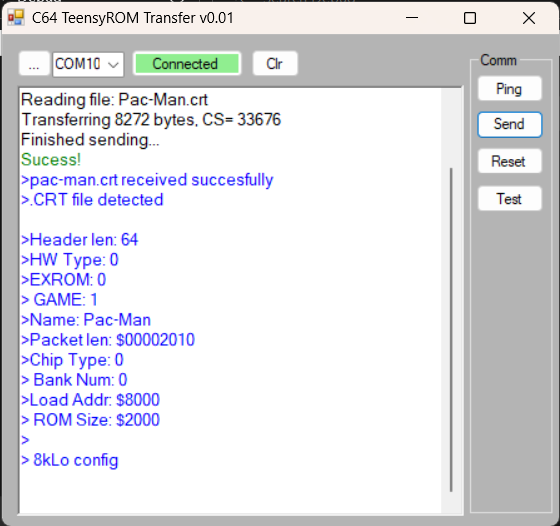 C64 TeensyROM Transfer v0.01
... COM10 Connected Clr
Comm
Ping
Send
Reset
Test
Reading file: Pac-Man.crt
Transferring 8272 bytes, CS= 33676
Finished sending...
Sucess!
>pac-man.crt received succesfully
>.CRT file detected
>Header len: 64
>HW Type: 0
>EXROM: 0
> GAME: 1
>Name: Pac-Man
>Packet len: $00002010
>Chip Type: 0
> Bank Num: 0
>Load Addr: $8000
> ROM Size: $2000
>
> 8kLo config